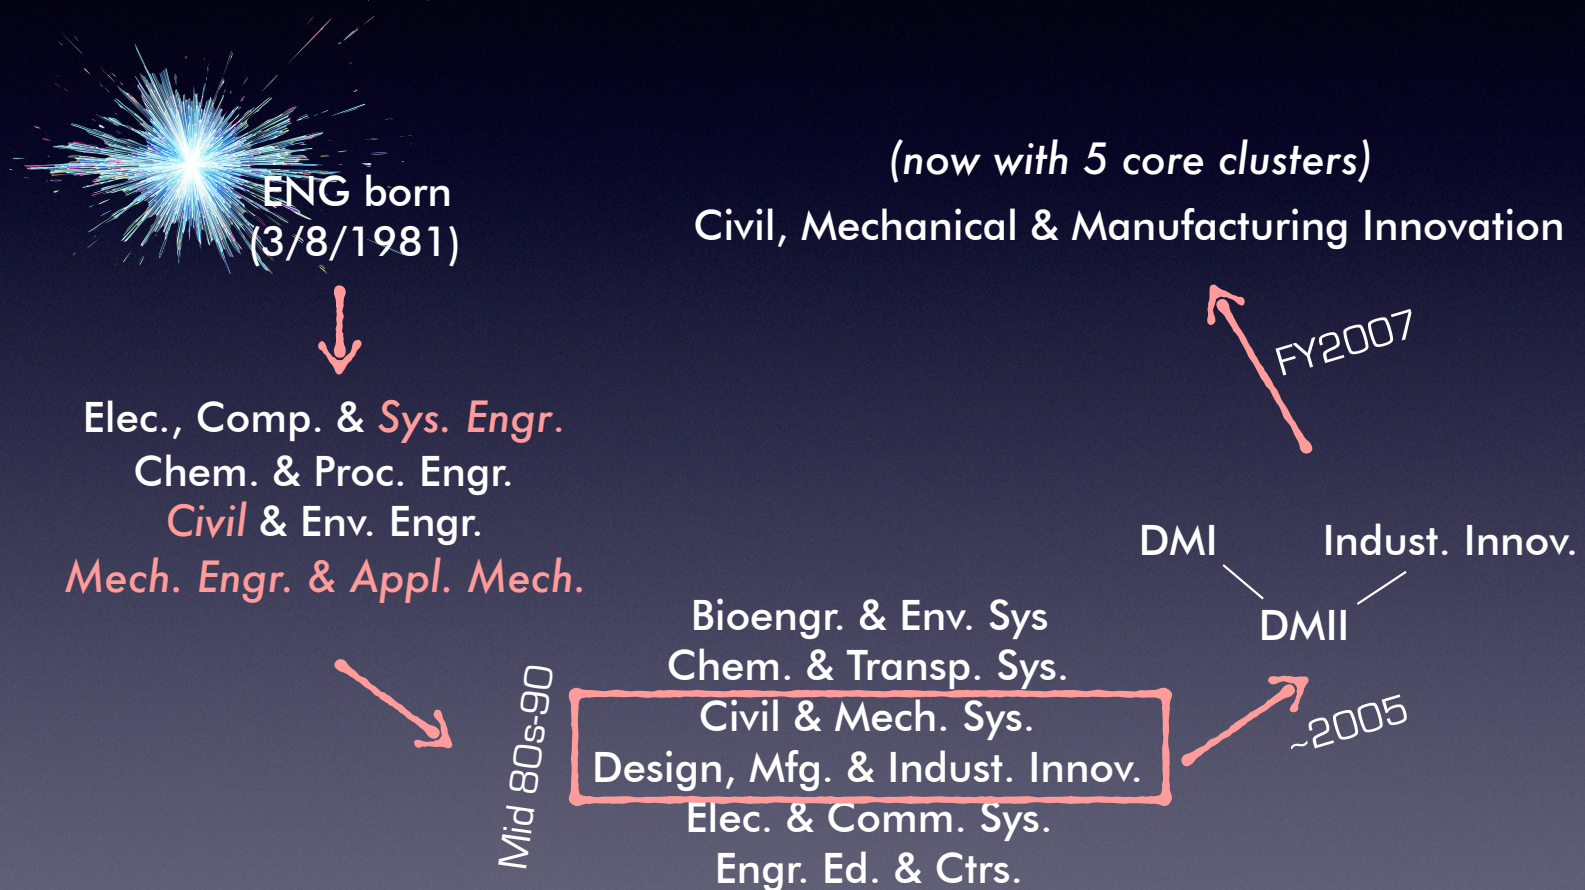 ENG born
(3/8/1981)
Elec., Comp. & Sys. Engr.
Chem. & Proc. Engr.
Civil & Env. Engr.
Mech. Engr. & Appl. Mech.
Mid 80s-90
Bioengr. & Env. Sys
Chem. & Transp. Sys.
Civil & Mech. Sys.
Design, Mfg. & Indust. Innov.
Elec. & Comm. Sys.
Engr. Ed. & Ctrs.
~2005
DMI Indust. Innov.
DMII
FY2007
(now with 5 core clusters)
Civil, Mechanical & Manufacturing Innovation